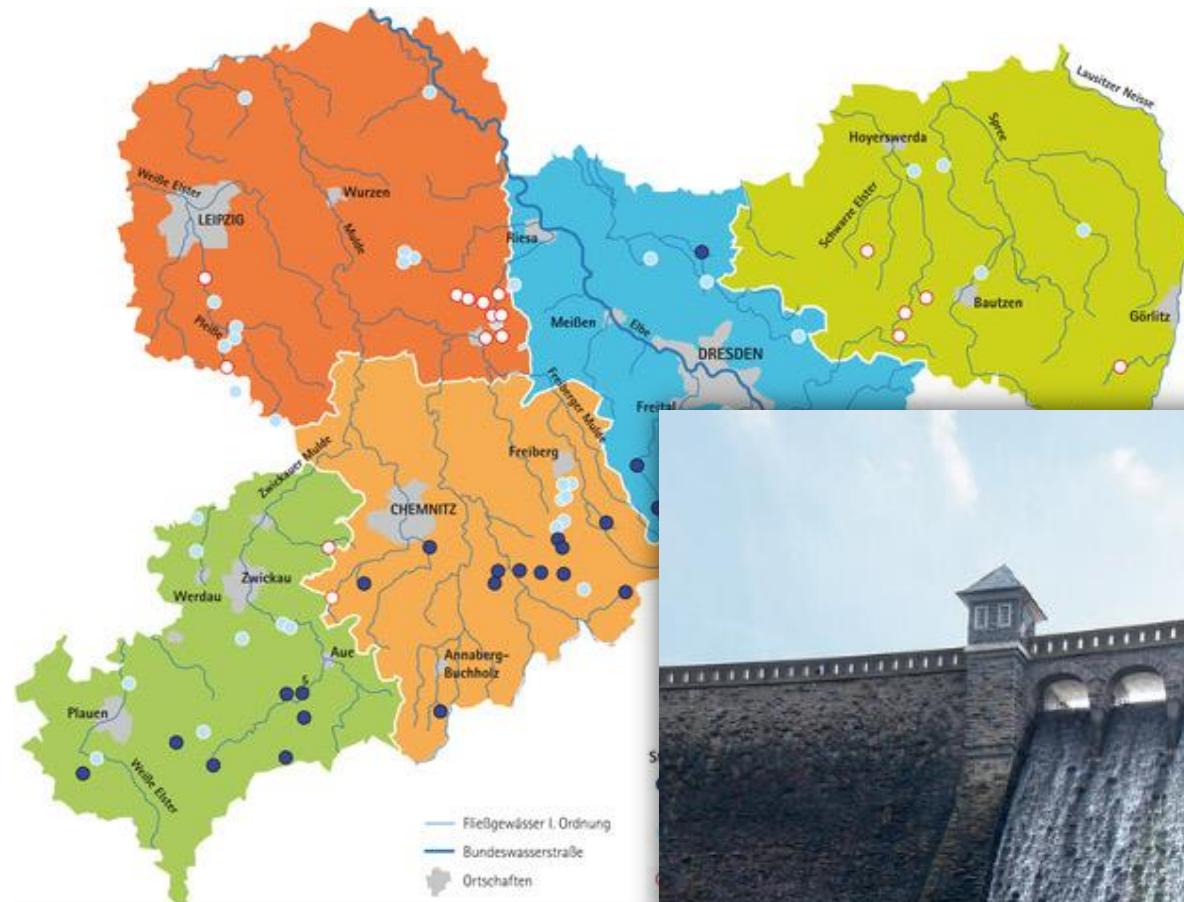 Lausitzer Neisse
Hoyerswerda
Spree
Weiße Elster
Wurzen
LEIPZIG
Mulde
Schwarze Elster
Riesa
Bautzen
Görlitz
Pleiße
Meißen
Elbe
DRESDEN
Freiberger Mulde
Freital
Zwickauer Mulde
Freiberg
CHEMNITZ
Zwickau
Werdau
Aue
Annaberg-
Buchholz
Plauen
Weiße Elster
Fließgewässer I. Ordnung
Bundeswasserstraße
Ortschaften